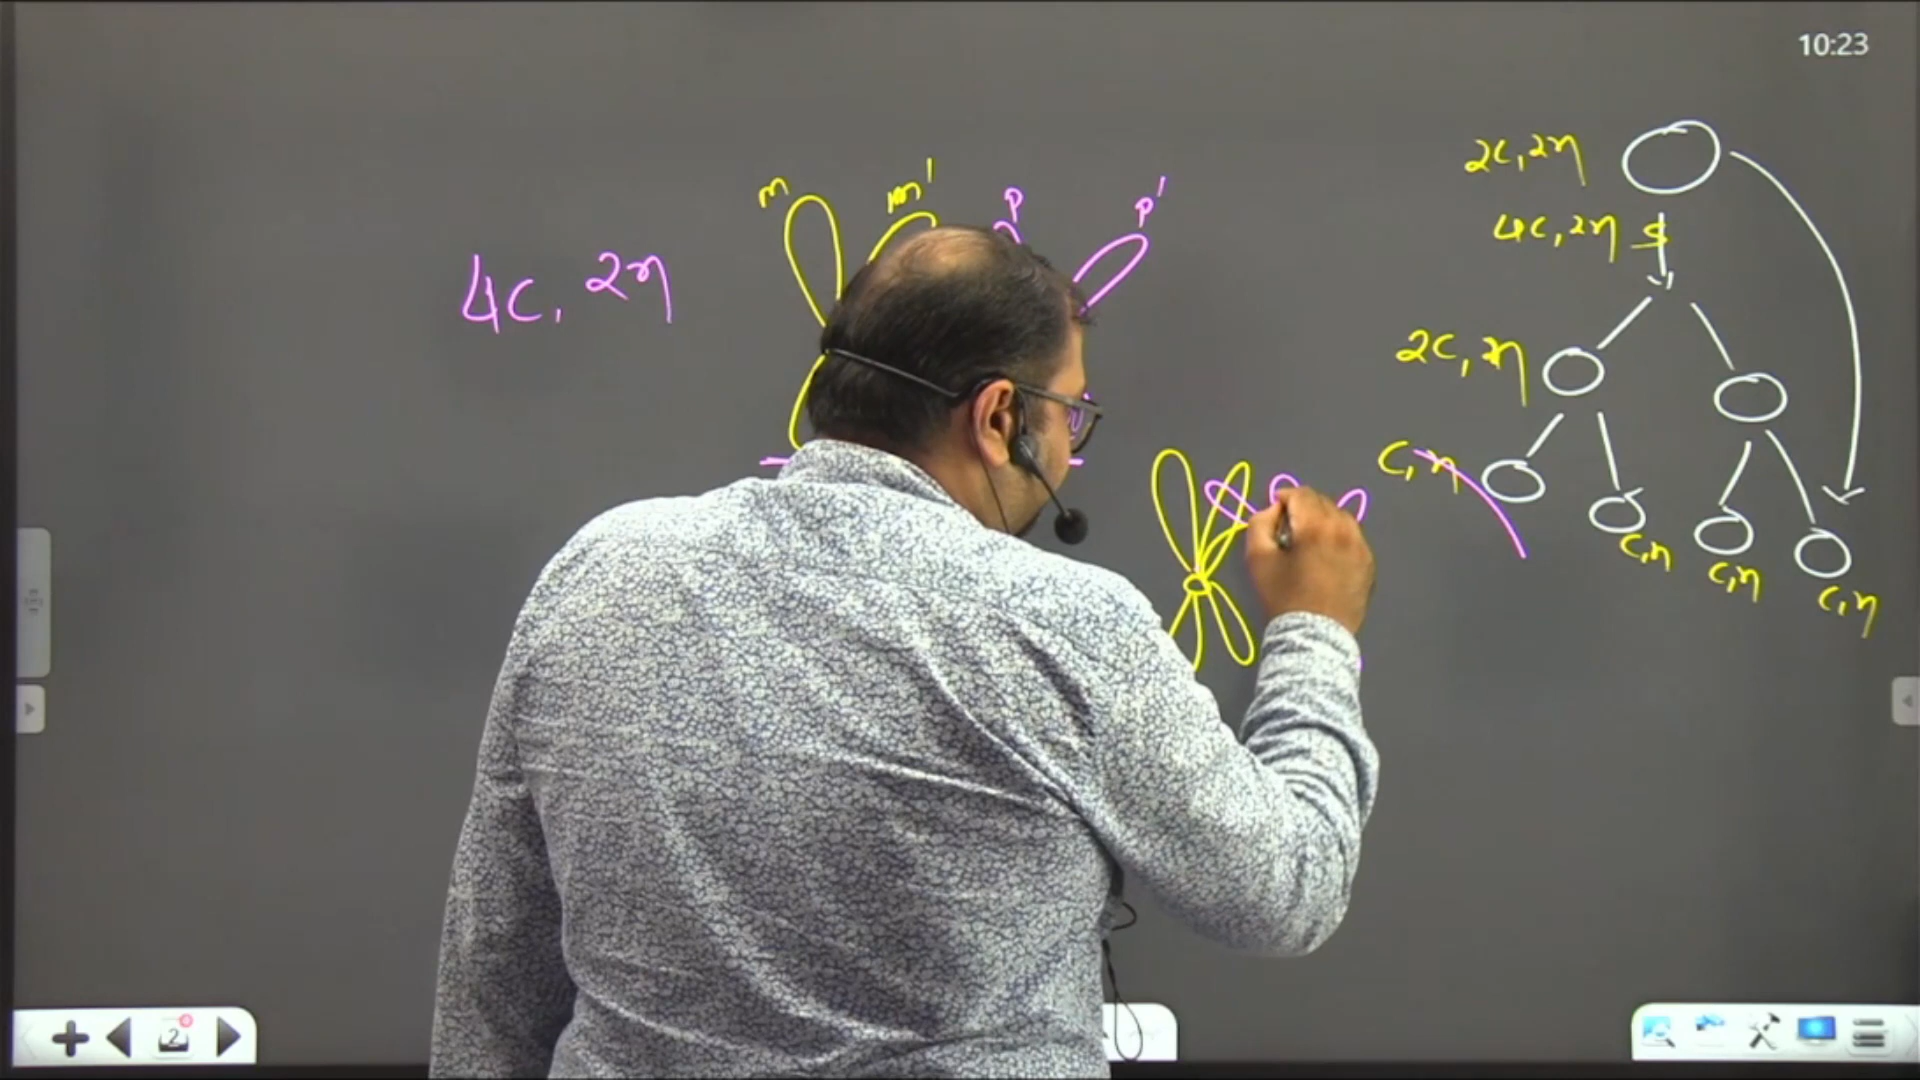 10:23
m m' p p'
4c, 2η
2c, 2η
4c, 2η S
2c, η
c, η
c,η
c,η
c,η
2